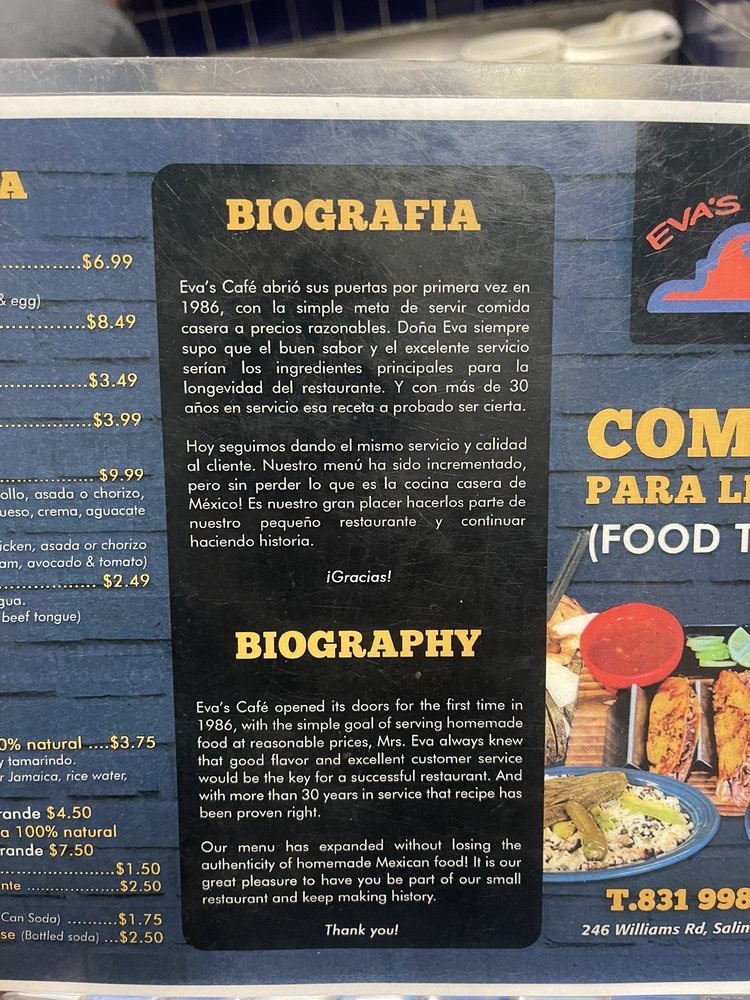 A
...............$6.99
& egg)
...............$8.49
...............$3.49
...............$3.99
...............$9.99
ollo, asada o chorizo,
ueso, crema, aguacate
icken, asada or chorizo
am, avocado & tomato)
...............$2.49
gua.
beef tongue)
0% natural ....$3.75
y tamarindo.
r Jamaica, rice water,
rande $4.50
a 100% natural
rande $7.50
...............$1.50
nte ...............$2.50
(Can Soda) ..........$1.75
se (Bottled soda) ...$2.50
BIOGRAFIA
Eva's Café abrió sus puertas por primera vez en
1986, con la simple meta de servir comida
casera a precios razonables. Doña Eva siempre
supo que el buen sabor y el excelente servicio
serían los ingredientes principales para la
longevidad del restaurante. Y con más de 30
años en servicio esa receta a probado ser cierta.
Hoy seguimos dando el mismo servicio y calidad
al cliente. Nuestro menú ha sido incrementado,
pero sin perder lo que es la cocina casera de
México! Es nuestro gran placer hacerlos parte de
nuestro pequeño restaurante y continuar
haciendo historia.
¡Gracias!
BIOGRAPHY
Eva's Café opened its doors for the first time in
1986, with the simple goal of serving homemade
food at reasonable prices, Mrs. Eva always knew
that good flavor and excellent customer service
would be the key for a successful restaurant. And
with more than 30 years in service that recipe has
been proven right.
Our menu has expanded without losing the
authenticity of homemade Mexican food! It is our
great pleasure to have you be part of our small
restaurant and keep making history.
Thank you!
EVA'S
COM
PARA LL
(FOOD T
T.831 998
246 Williams Rd, Salin